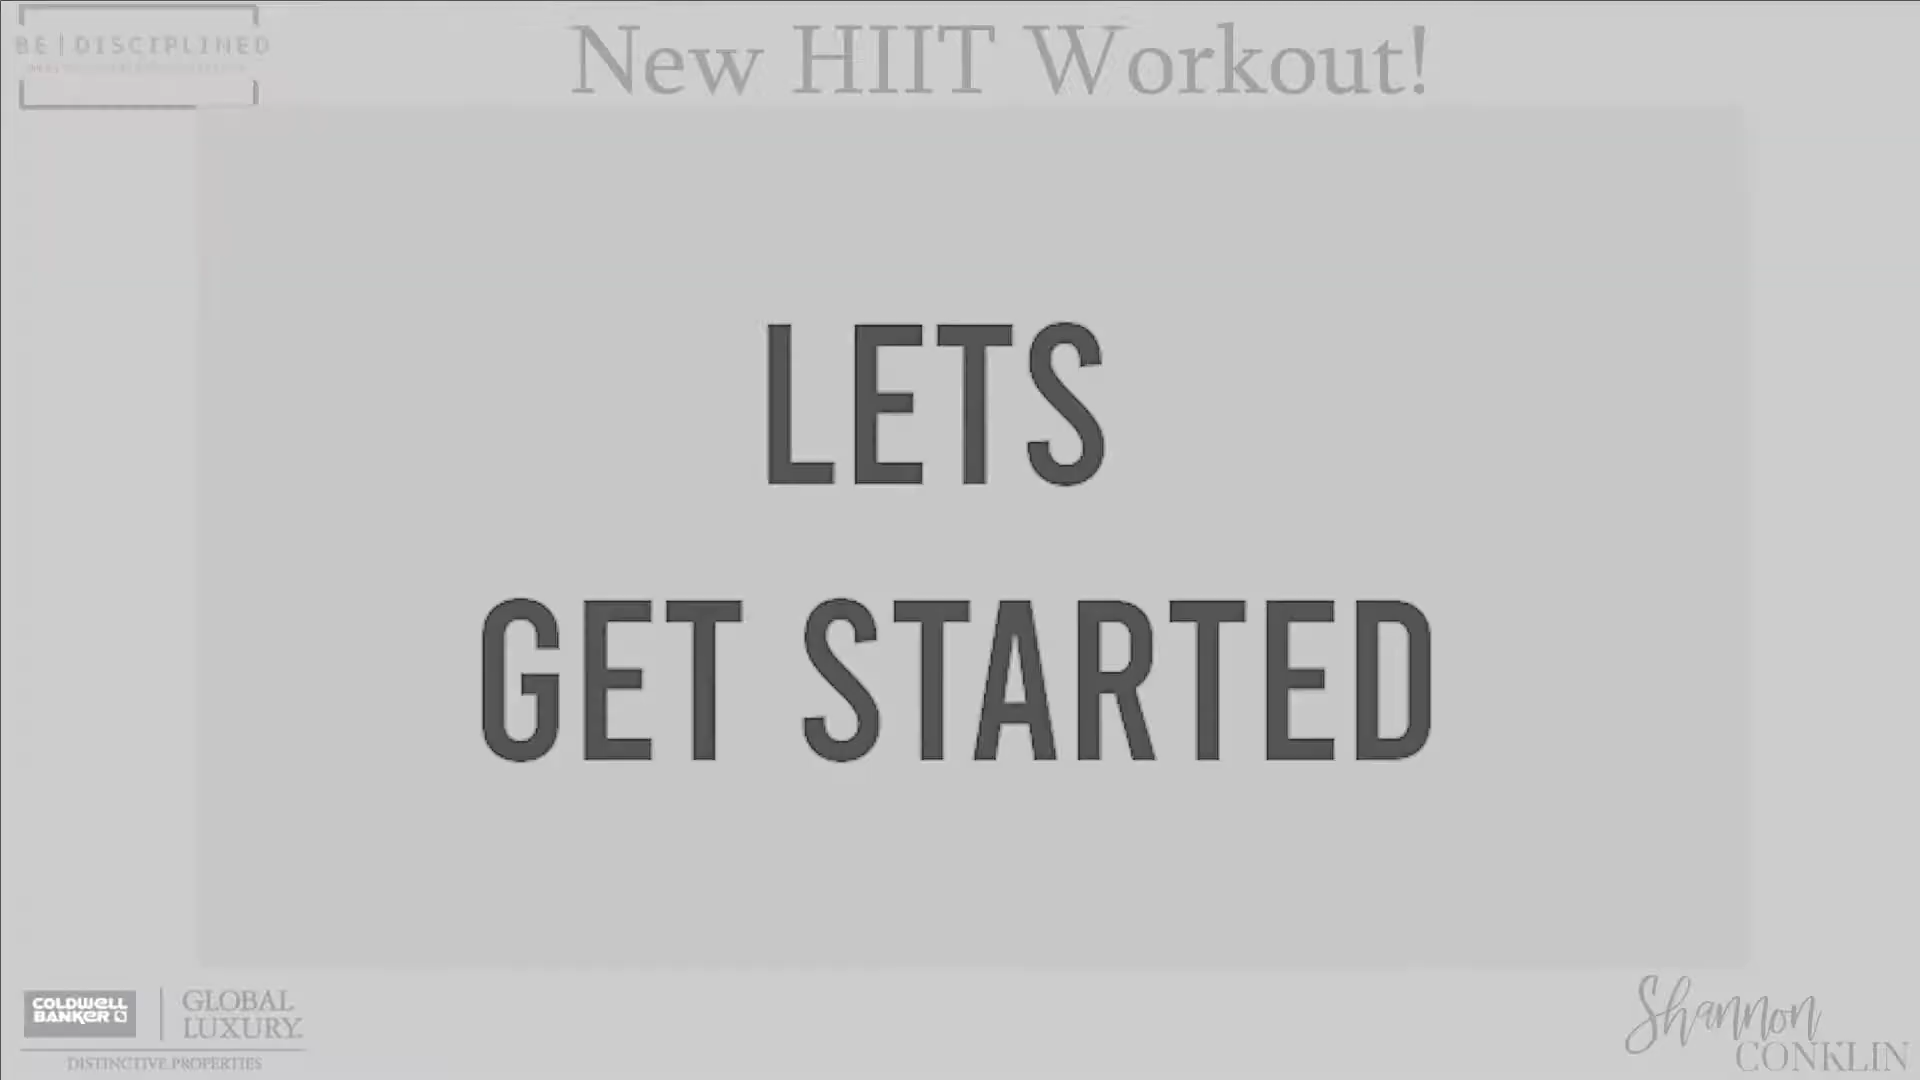 BE | DISCIPLINED
New HIIT Workout!
LETS
GET STARTED
COLDWELL
BANKER
GLOBAL
LUXURY.
DISTINCTIVE PROPERTIES
Shannon
CONKLIN